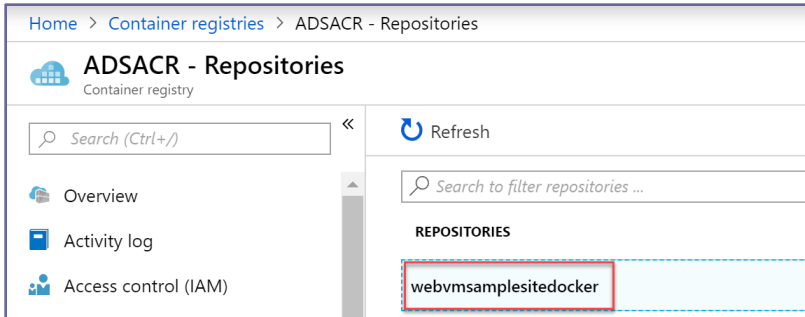 Home > Container registries > ADSACR - Repositories
ADSACR - Repositories
Container registry
Search (Ctrl+/)
«
Refresh
Overview
Search to filter repositories ...
Activity log
REPOSITORIES
Access control (IAM)
webvmsamplesitedocker